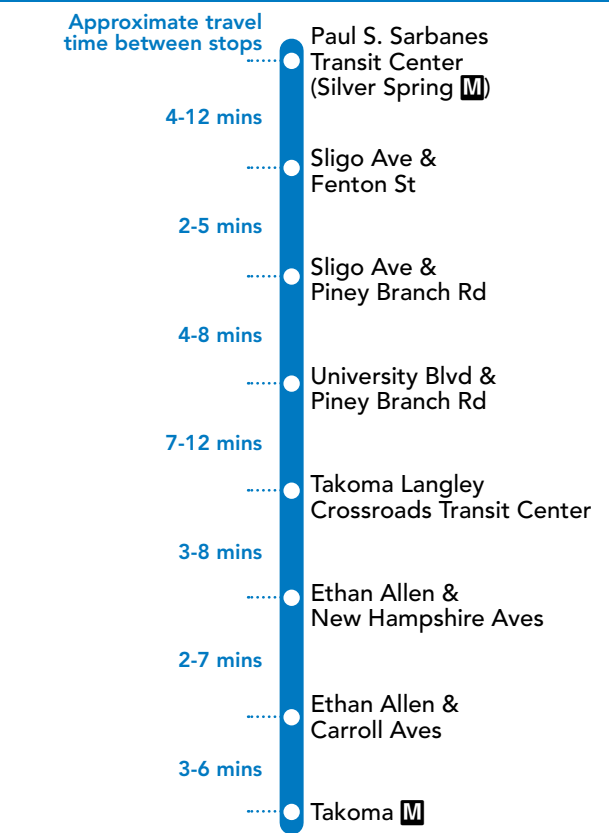 Approximate travel
time between stops
Paul S. Sarbanes
Transit Center
(Silver Spring M)
4-12 mins
Sligo Ave &
Fenton St
2-5 mins
Sligo Ave &
Piney Branch Rd
4-8 mins
University Blvd &
Piney Branch Rd
7-12 mins
Takoma Langley
Crossroads Transit Center
3-8 mins
Ethan Allen &
New Hampshire Aves
2-7 mins
Ethan Allen &
Carroll Aves
3-6 mins
Takoma M